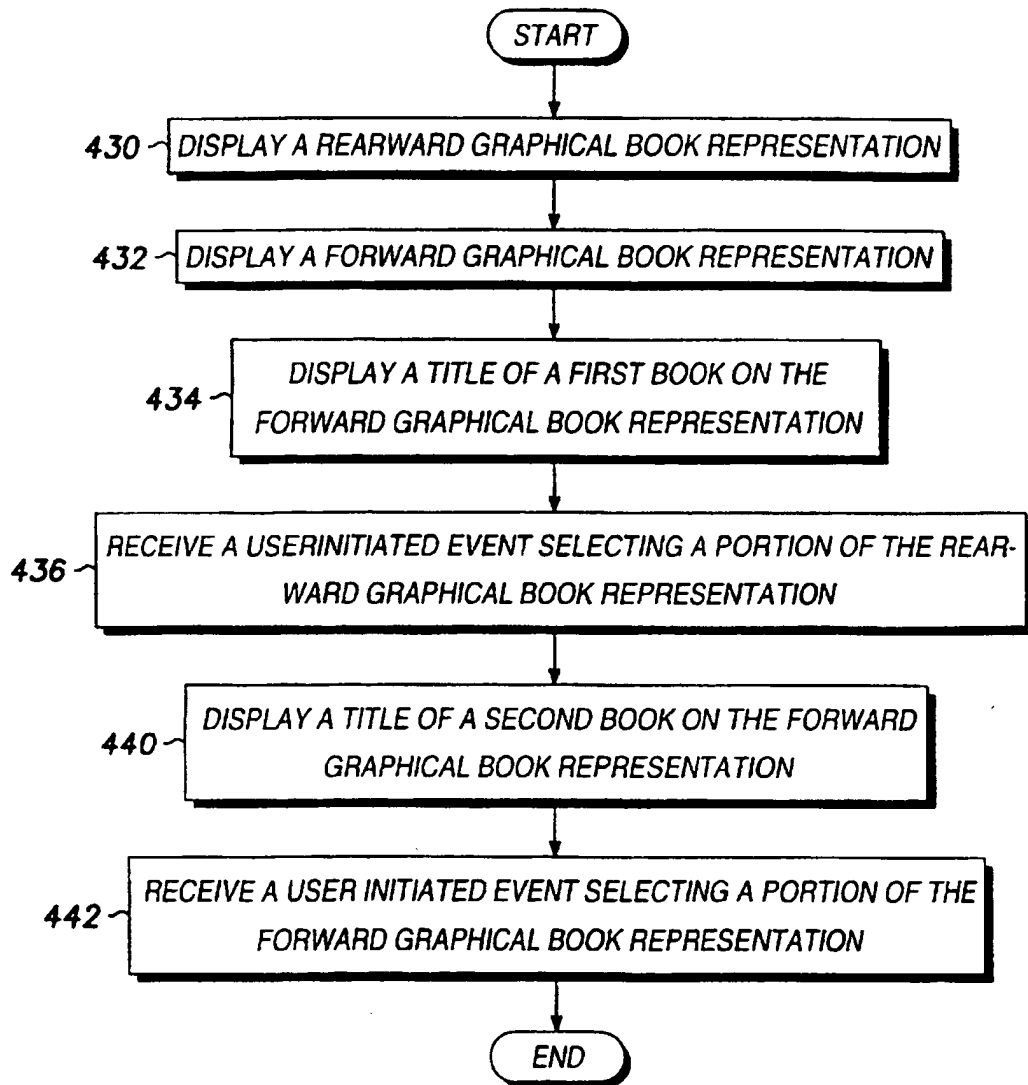 START
430 DISPLAY A REARWARD GRAPHICAL BOOK REPRESENTATION
432 DISPLAY A FORWARD GRAPHICAL BOOK REPRESENTATION
DISPLAY A TITLE OF A FIRST BOOK ON THE
434 FORWARD GRAPHICAL BOOK REPRESENTATION
RECEIVE A USERINITIATED EVENT SELECTING A PORTION OF THE REAR-
436 WARD GRAPHICAL BOOK REPRESENTATION
DISPLAY A TITLE OF A SECOND BOOK ON THE FORWARD
440 GRAPHICAL BOOK REPRESENTATION
RECEIVE A USER INITIATED EVENT SELECTING A PORTION OF THE
442 FORWARD GRAPHICAL BOOK REPRESENTATION
END